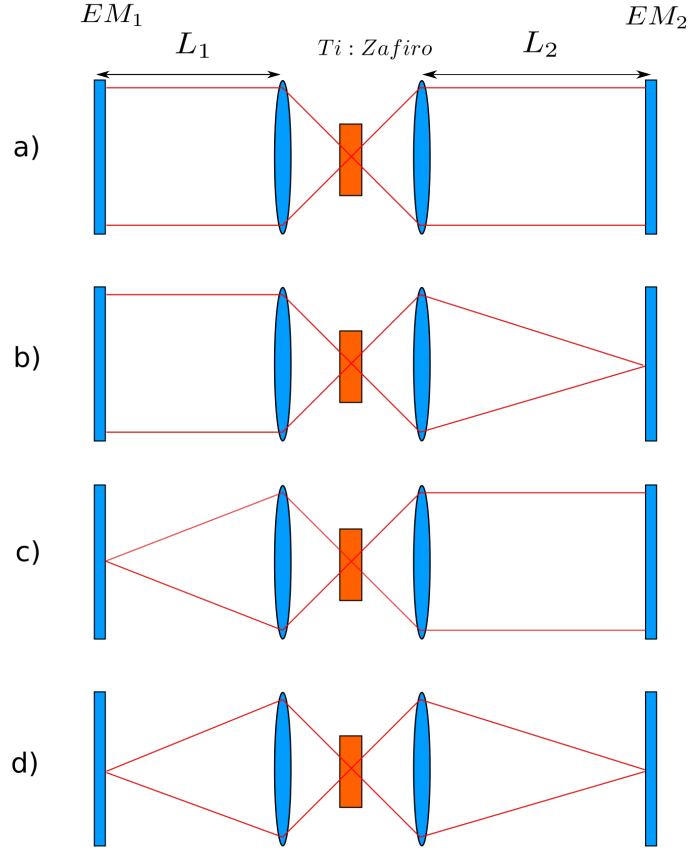 EM₁
EM₂
L₁
Ti : Zafiro
L₂
a)
b)
c)
d)